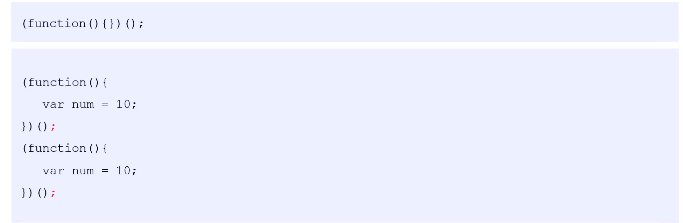 (function(){})();
(function(){
var num = 10;
})();
(function(){
var num = 10;
})();